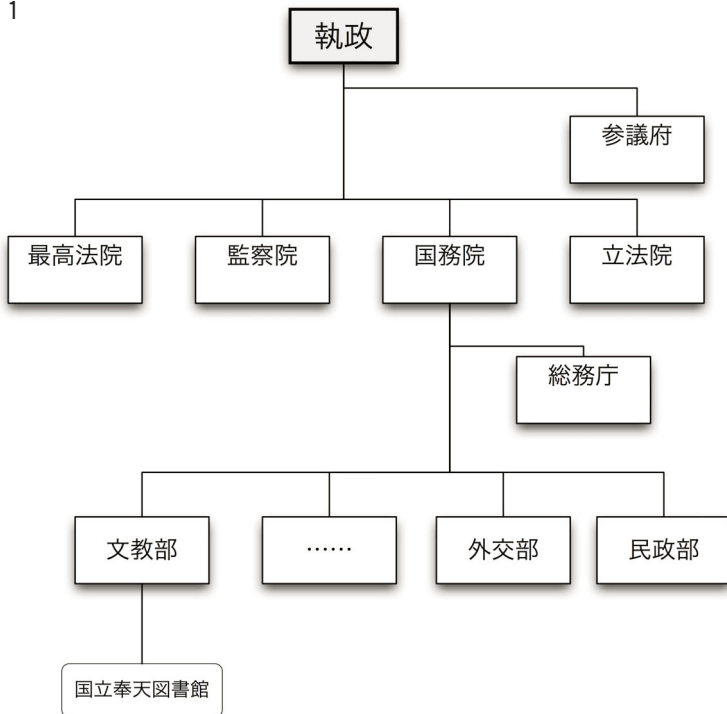 1
執政
参議府
最高法院
監察院
国務院
立法院
総務庁
文教部
……
外交部
民政部
国立奉天図書館